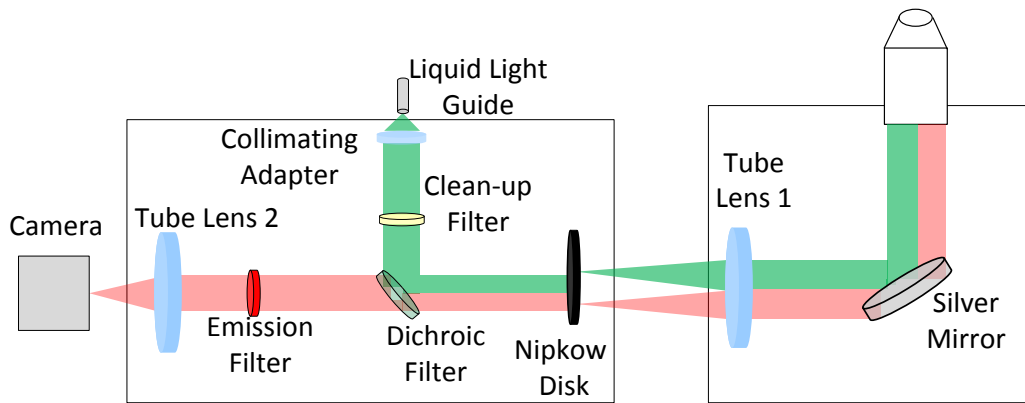 Liquid Light
Guide
Collimating
Adapter
Clean-up
Filter
Tube
Lens 1
Tube Lens 2
Camera
Emission
Filter
Dichroic
Filter
Nipkow
Disk
Silver
Mirror